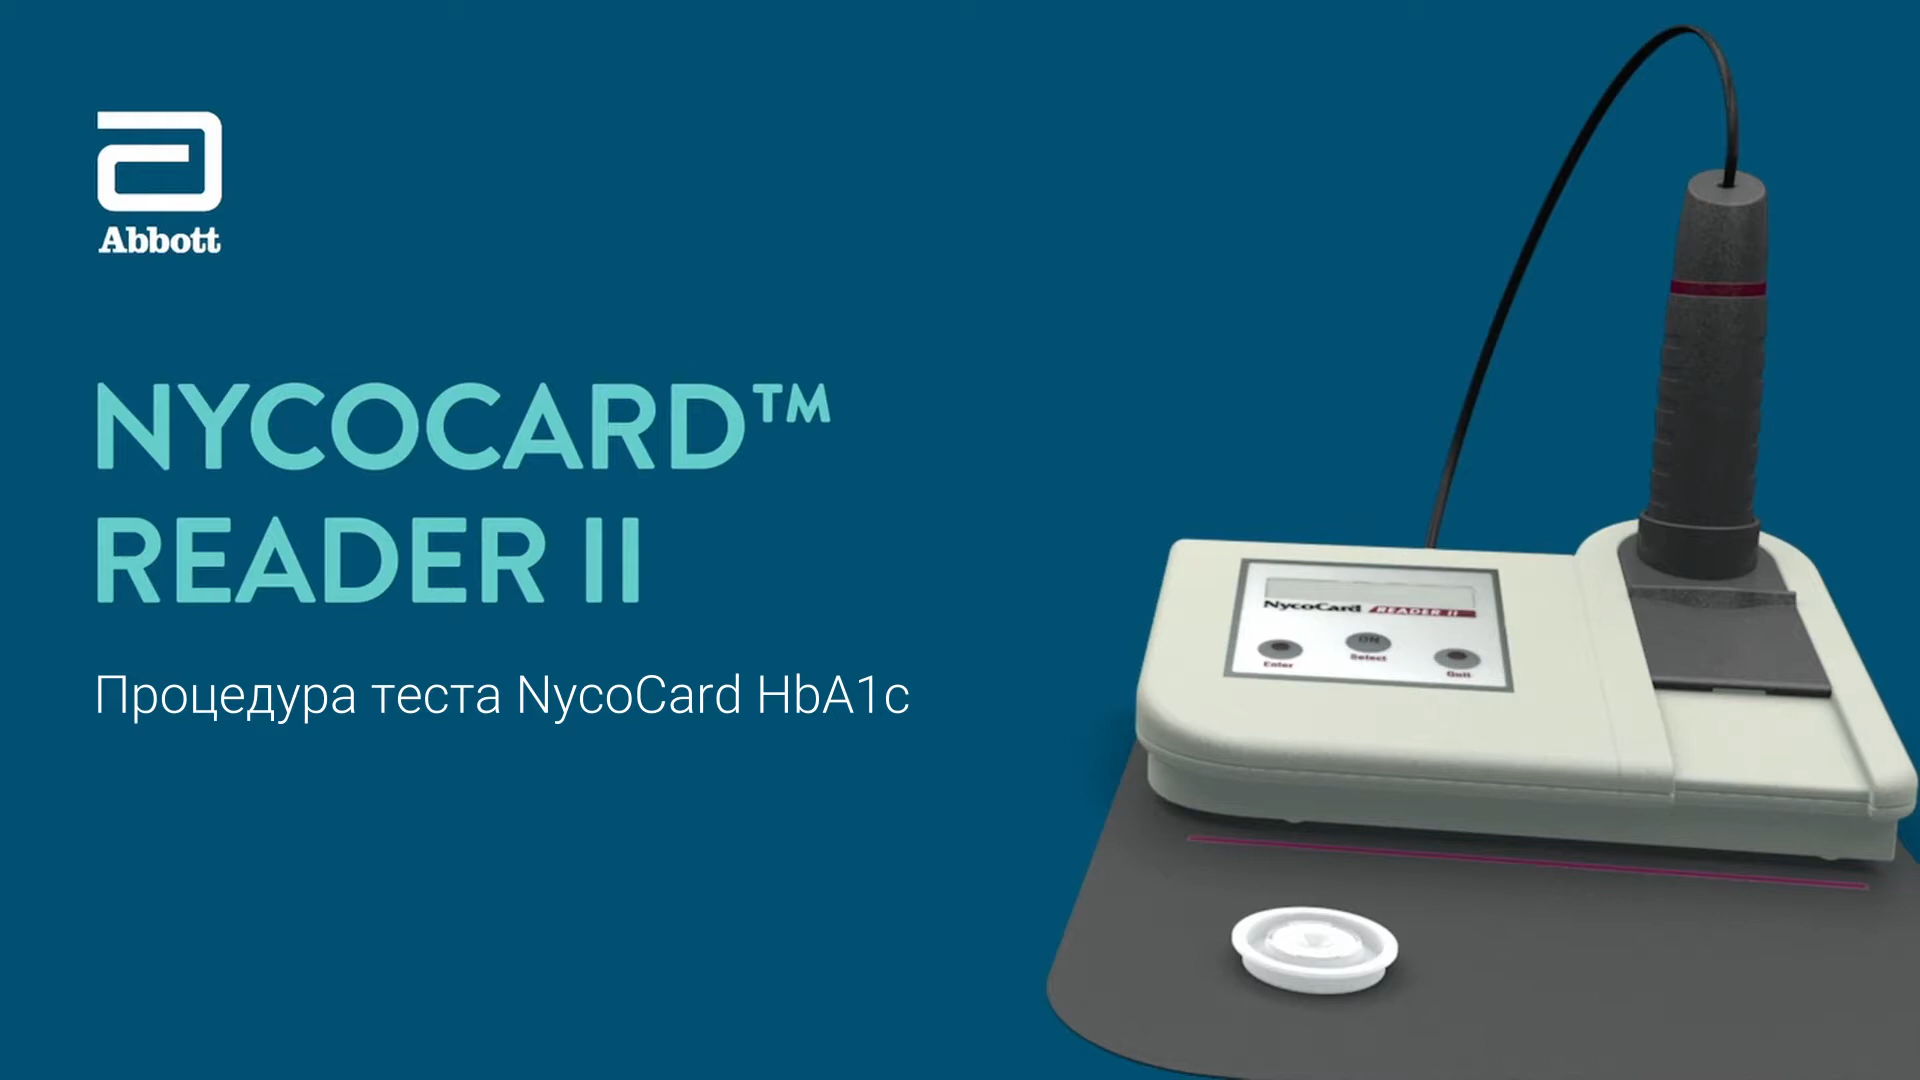 Abbott
NYCOCARD™
READER II
Процедура теста NycoCard HbA1c
NycoCard READER II
ON
Enter
Select
Quit